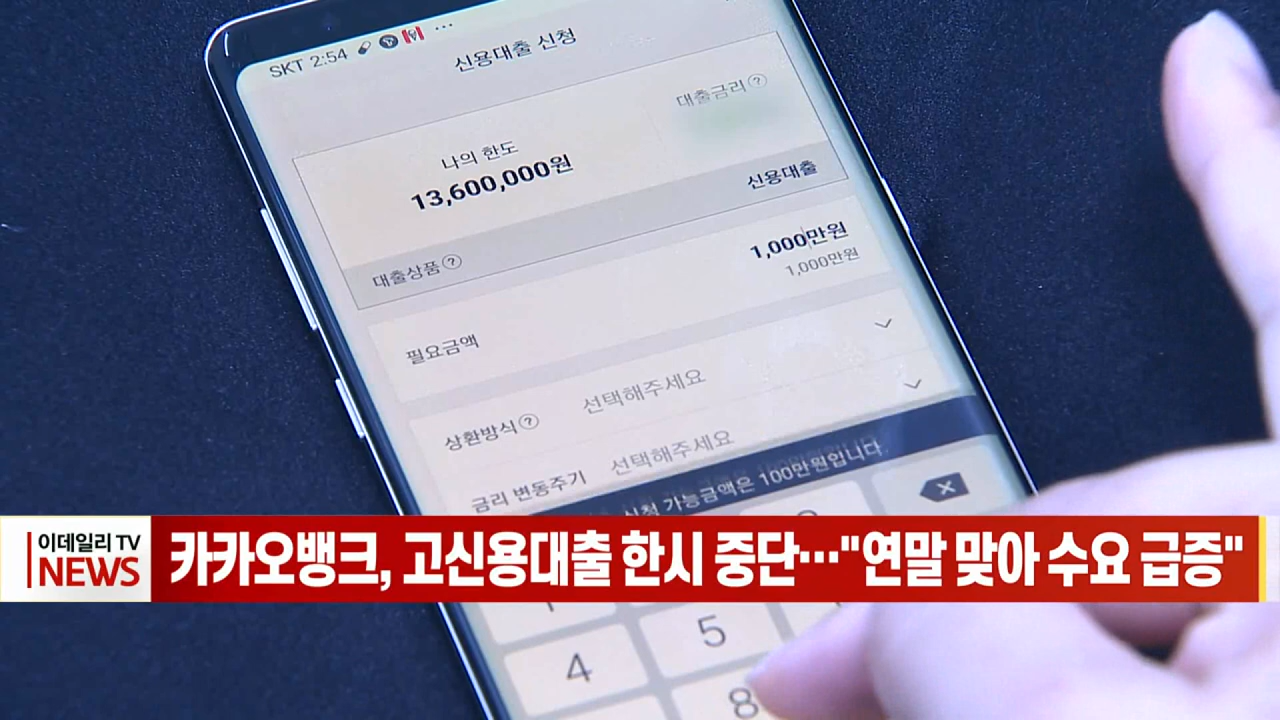 SKT 2:54
신용대출 신청
나의 한도
대출금리 ?
13,600,000원
대출상품 ?
신용대출
필요금액
1,000만원
1,000만원
상환방식 ?
선택해주세요
금리 변동주기
선택해주세요
신청 가능금액은 100만원입니다.
이데일리 TV
NEWS
카카오뱅크, 고신용대출 한시 중단…"연말 맞아 수요 급증"
4
5
8